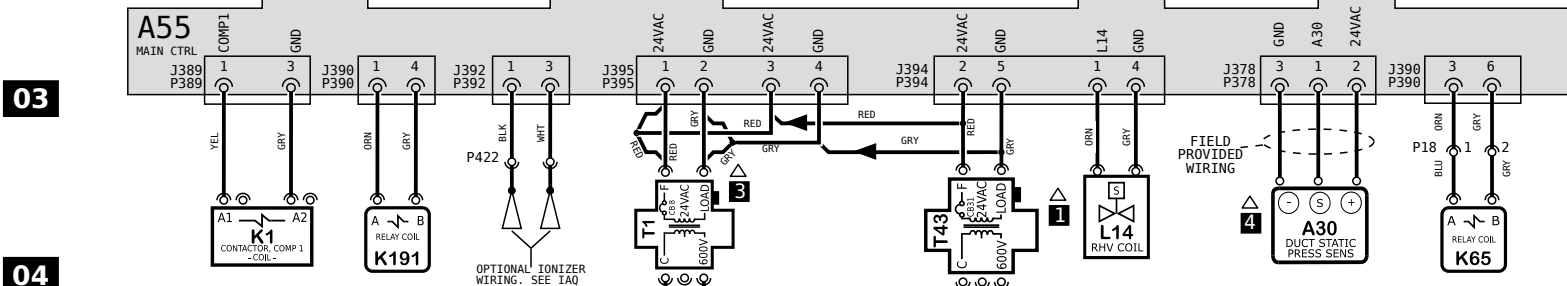 A55
MAIN CTRL
COMP1
GND
24VAC
GND
24VAC
GND
24VAC
GND
L14
GND
GND
A30
24VAC
J389
P389
1
3
J390
P390
1
4
J392
P392
1
3
J395
P395
1
2
3
4
J394
P394
2
5
1
4
J378
P378
3
1
2
J390
P390
3
6
03
YEL
GRY
ORN
GRY
BLK
WHT
P422
RED
RED
GRY
GRY
RED
GRY
RED
GRY
RED
GRY
ORN
GRY
FIELD
PROVIDED
WIRING
ORN
GRY
P18
1
2
BLU
GRY
A1
A2
K1
CONTACTOR, COMP 1
- COIL -
A
B
RELAY COIL
K191
OPTIONAL IONIZER
WIRING. SEE IAQ
T1
F
CB8
24VAC
LOAD
C
600V
3
T43
F
CB31
24VAC
LOAD
C
600V
1
S
L14
RHV COIL
4
-
S
+
A30
DUCT STATIC
PRESS SENS
A
B
RELAY COIL
K65
04